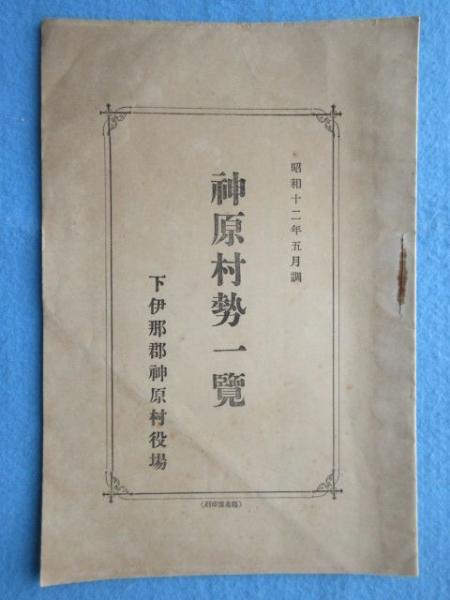 昭和十二年五月調
神原村勢一覽
下伊那郡神原村役場